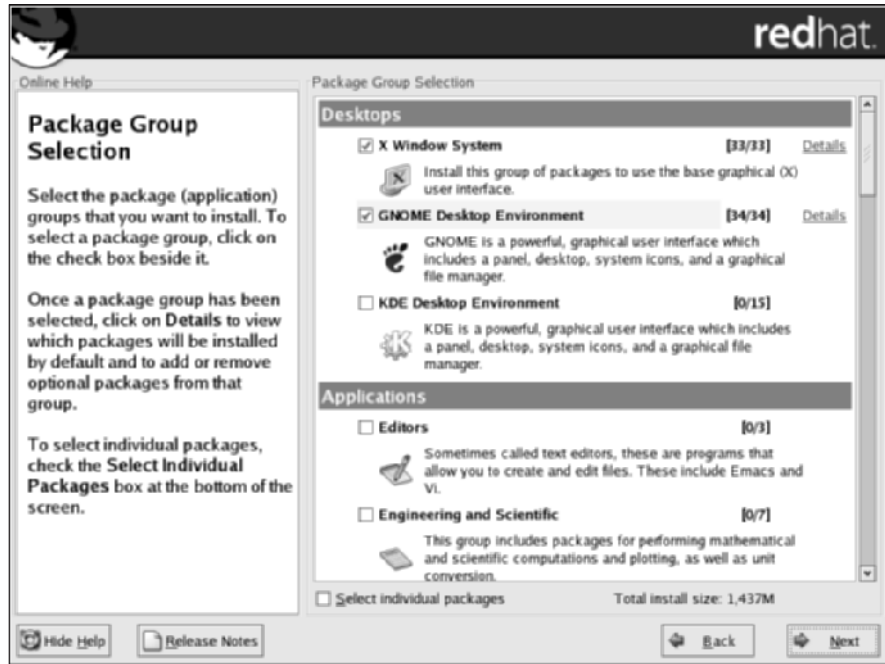 redhat.
Online Help
Package Group
Selection
Select the package (application)
groups that you want to install. To
select a package group, click on
the check box beside it.
Once a package group has been
selected, click on Details to view
which packages will be installed
by default and to add or remove
optional packages from that
group.
To select individual packages,
check the Select Individual
Packages box at the bottom of the
screen.
Package Group Selection
Desktops
X Window System [33/33] Details
Install this group of packages to use the base graphical (X)
user interface.
GNOME Desktop Environment [34/34] Details
GNOME is a powerful, graphical user interface which
includes a panel, desktop, system icons, and a graphical
file manager.
KDE Desktop Environment [0/15]
KDE is a powerful, graphical user interface which includes
a panel, desktop, system icons, and a graphical file
manager.
Applications
Editors [0/3]
Sometimes called text editors, these are programs that
allow you to create and edit files. These include Emacs and
Vi.
Engineering and Scientific [0/7]
This group includes packages for performing mathematical
and scientific computations and plotting, as well as unit
conversion.
Select individual packages Total install size: 1,437M
Hide Help Release Notes Back Next